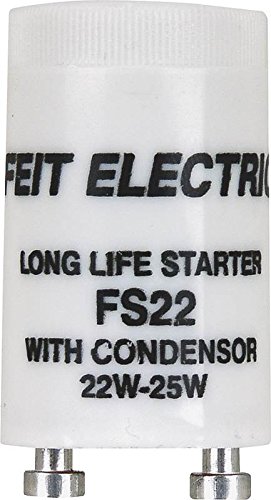 FEIT ELECTRIC
LONG LIFE STARTER
FS22
WITH CONDENSOR
22W-25W